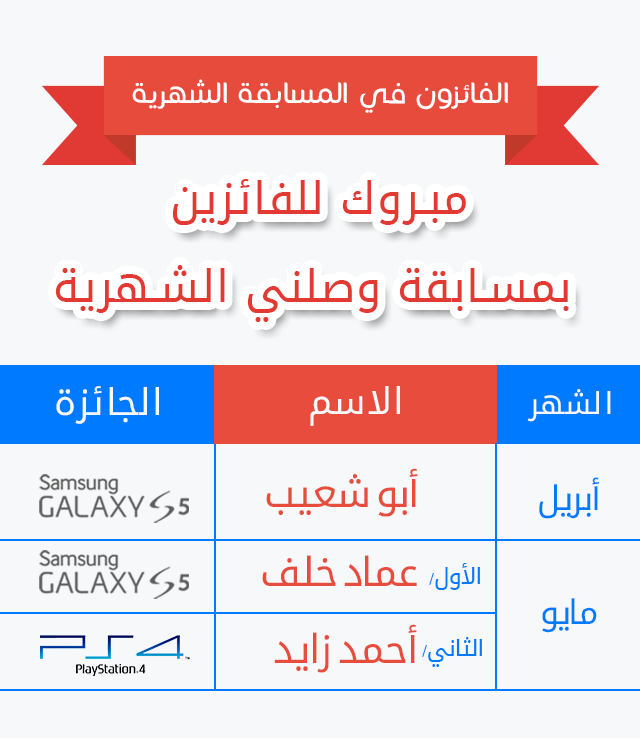 الفائزون في المسابقة الشهرية
مبروك للفائزين
بمسابقة وصلني الشهرية
الشهر الاسم الجائزة
أبريل أبو شعيب Samsung GALAXY S5
مايو
الأول/ عماد خلف Samsung GALAXY S5
الثاني/ أحمد زايد PS4 PlayStation.4